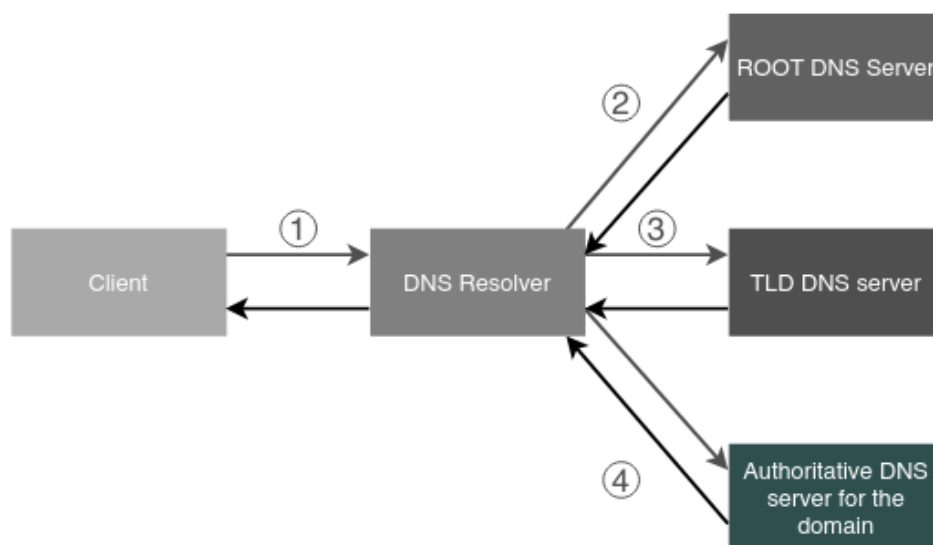 ROOT DNS Server
②
①
③
Client
DNS Resolver
TLD DNS server
④
Authoritative DNS
server for the
domain